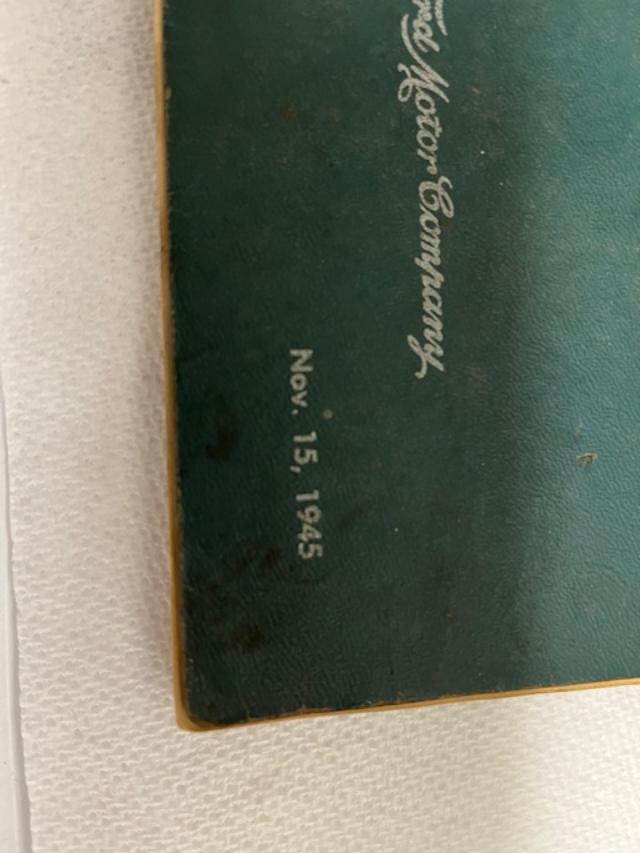 Motor Company
Nov. 15, 1945